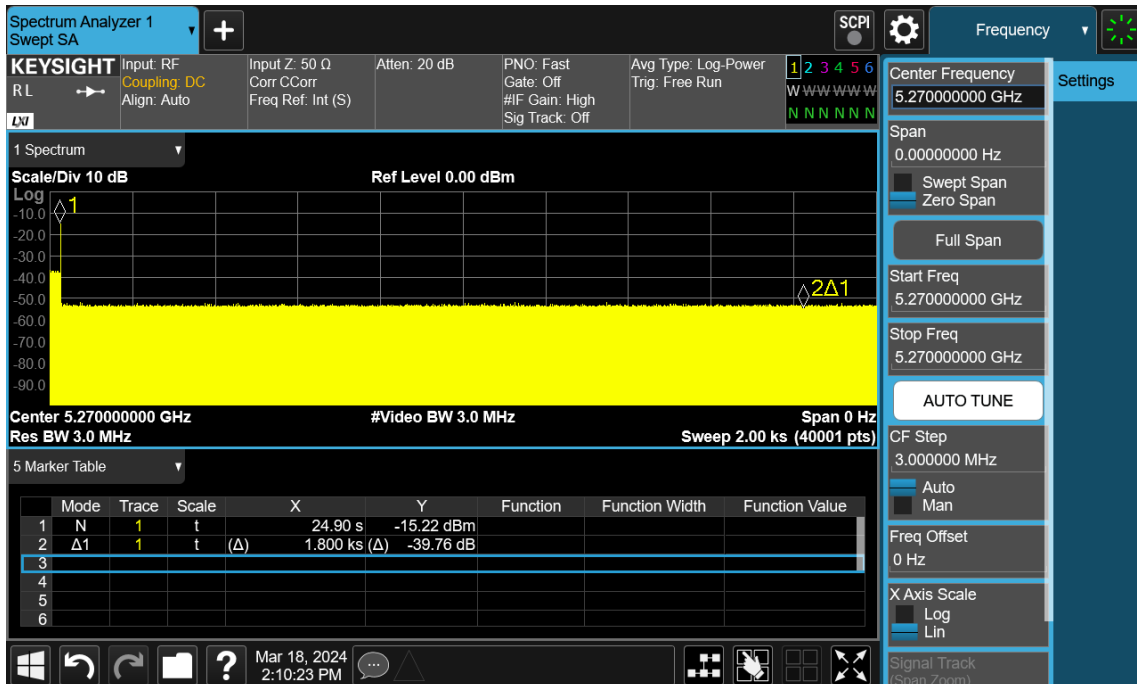 Spectrum Analyzer 1
Swept SA
+
SCPI
Frequency
KEYSIGHT
RL
LXI
Input: RF
Coupling: DC
Align: Auto
Input Z: 50 Ω
Corr CCorr
Freq Ref: Int (S)
Atten: 20 dB
PNO: Fast
Gate: Off
#IF Gain: High
Sig Track: Off
Avg Type: Log-Power
Trig: Free Run
1 2 3 4 5 6
W W W W W W
N N N N N N
1 Spectrum
Scale/Div 10 dB
Ref Level 0.00 dBm
Log
-10.0
-20.0
-30.0
-40.0
-50.0
-60.0
-70.0
-80.0
-90.0
1
2Δ1
Center 5.270000000 GHz
#Video BW 3.0 MHz
Span 0 Hz
Res BW 3.0 MHz
Sweep 2.00 ks (40001 pts)
5 Marker Table
Mode Trace Scale X Y Function Function Width Function Value
1 N 1 t 24.90 s -15.22 dBm
2 Δ1 1 t (Δ) 1.800 ks (Δ) -39.76 dB
3
4
5
6
?
Mar 18, 2024
2:10:23 PM
Center Frequency
5.270000000 GHz
Settings
Span
0.00000000 Hz
Swept Span
Zero Span
Full Span
Start Freq
5.270000000 GHz
Stop Freq
5.270000000 GHz
AUTO TUNE
CF Step
3.000000 MHz
Auto
Man
Freq Offset
0 Hz
X Axis Scale
Log
Lin
Signal Track
(Span Zoom)